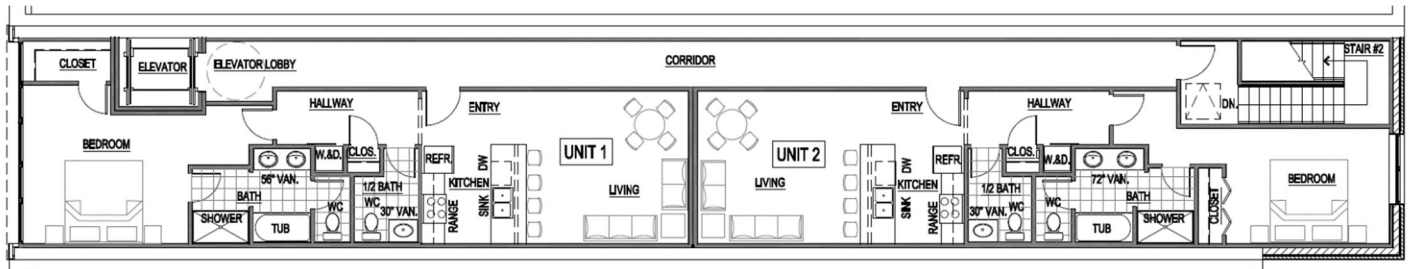 CLOSET
ELEVATOR
ELEVATOR LOBBY
CORRIDOR
STAIR #2
DN.
HALLWAY
ENTRY
ENTRY
HALLWAY
BEDROOM
W.&D.
CLOS.
REFR.
DW
UNIT 1
UNIT 2
DW
REFR.
CLOS.
W.&D.
BEDROOM
56" VAN.
BATH
WC
1/2 BATH
WC
30" VAN.
KITCHEN
RANGE
SINK
LIVING
LIVING
KITCHEN
SINK
RANGE
1/2 BATH
30" VAN.
WC
WC
72" VAN.
BATH
CLOSET
SHOWER
TUB
TUB
SHOWER